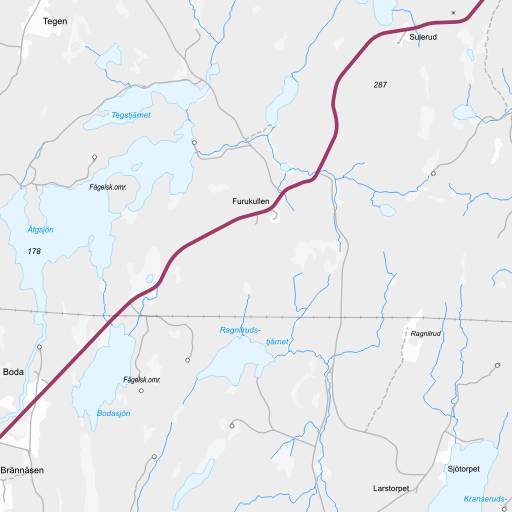 Tegen
Sulerud
287
Tegstjärnet
Fågelsk.omr.
Furukullen
Ätgsjön
178
Ragnilruds-
tjärnet
Ragnilrud
Boda
Fågelsk.omr.
Bodasjön
Brännåsen
Sjötorpet
Larstorpet
Kranseruds-